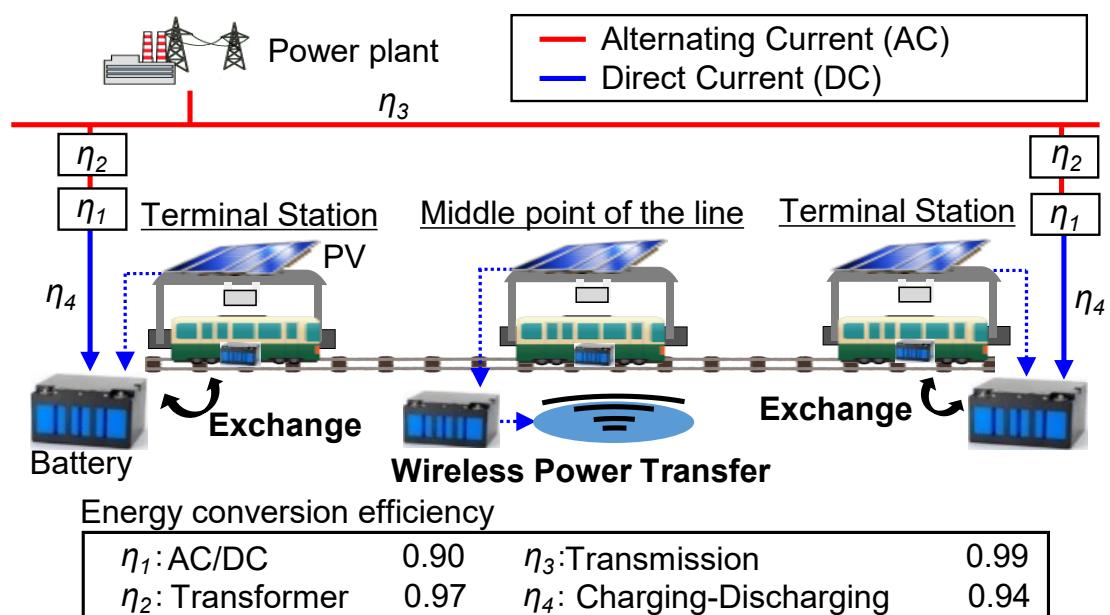 Power plant
Alternating Current (AC)
Direct Current (DC)
η3
η2
η2
η1
η1
Terminal Station
Middle point of the line
Terminal Station
PV
η4
η4
Exchange
Exchange
Battery
Wireless Power Transfer
Energy conversion efficiency
η1: AC/DC 0.90 η3:Transmission 0.99
η2: Transformer 0.97 η4: Charging-Discharging 0.94